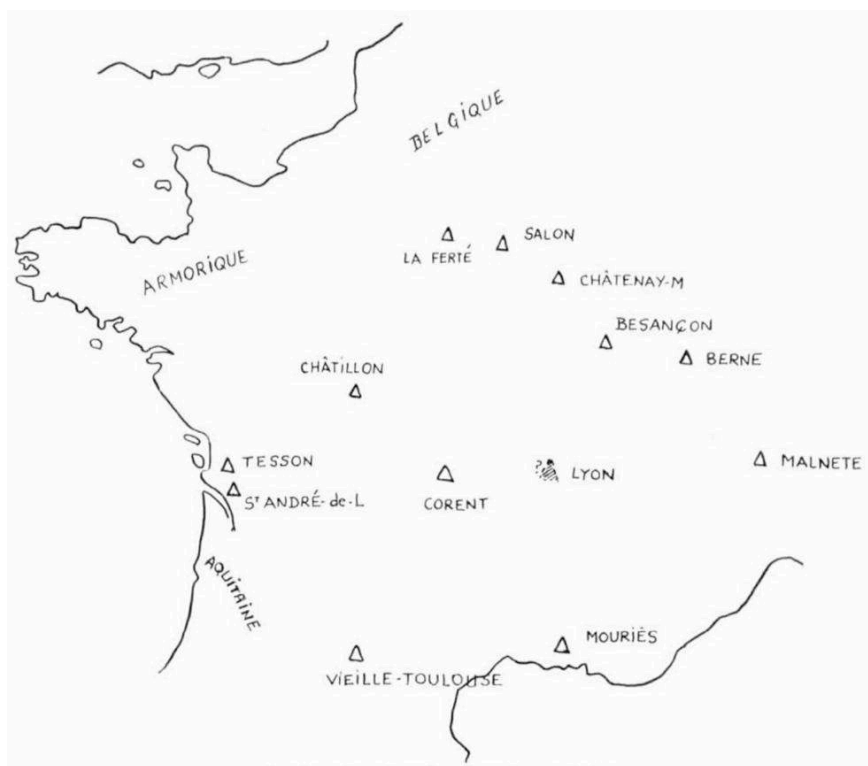 BELGIQUE
ARMORIQUE
LA FERTÉ
SALON
CHÂTENAY-M
BESANÇON
BERNE
CHÂTILLON
TESSON
ST ANDRÉ-de-L
CORENT
? LYON
MALNETE
AQUITAINE
MOURIÈS
VIEILLE-TOULOUSE